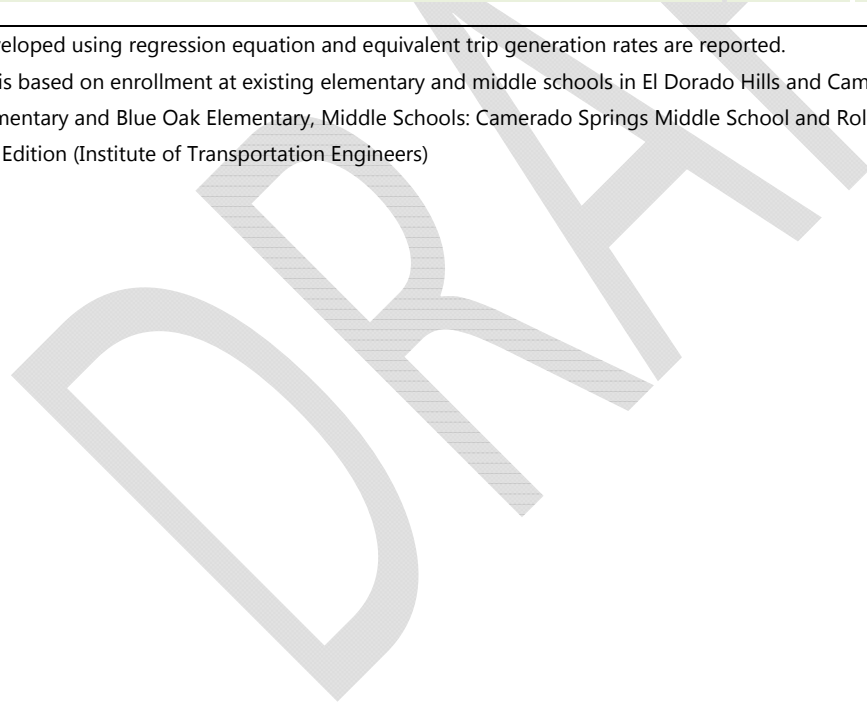 veloped using regression equation and equivalent trip generation rates are reported.
is based on enrollment at existing elementary and middle schools in El Dorado Hills and Cam
mentary and Blue Oak Elementary, Middle Schools: Camerado Springs Middle School and Rol
Edition (Institute of Transportation Engineers)
DRAF